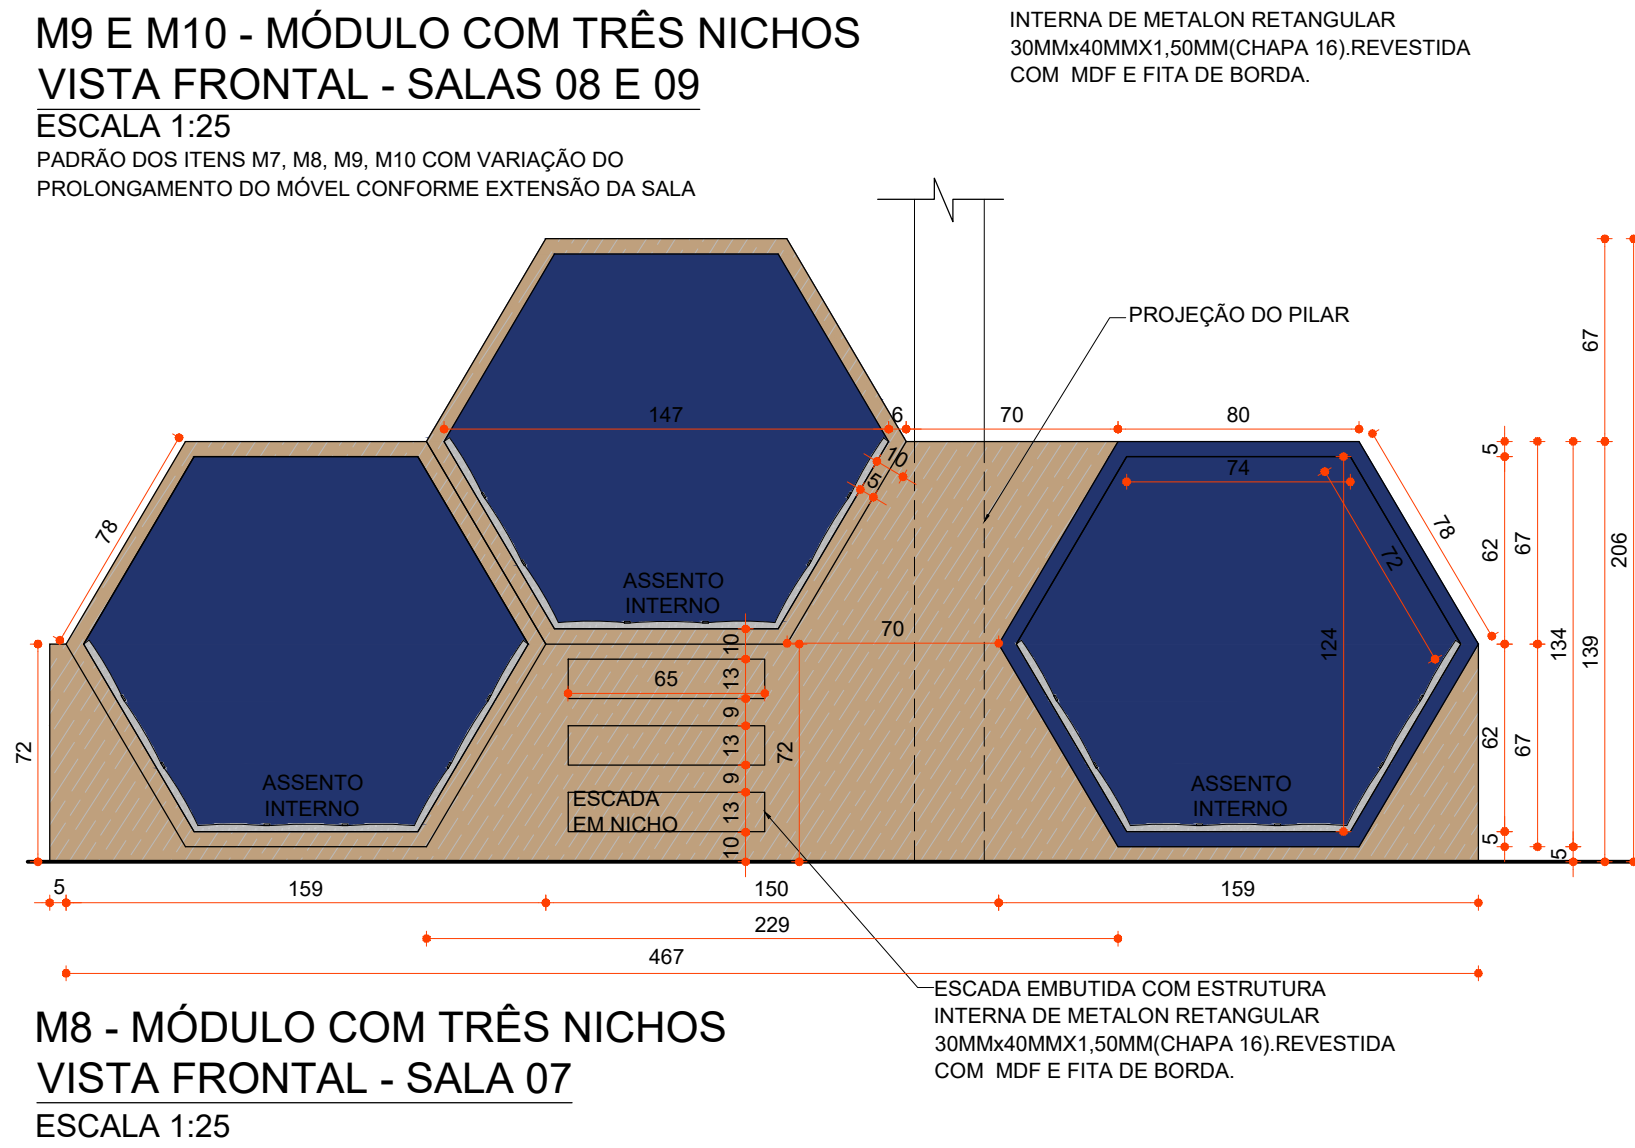 M9 E M10 - MÓDULO COM TRÊS NICHOS
VISTA FRONTAL - SALAS 08 E 09
ESCALA 1:25
PADRÃO DOS ITENS M7, M8, M9, M10 COM VARIAÇÃO DO
PROLONGAMENTO DO MÓVEL CONFORME EXTENSÃO DA SALA
INTERNA DE METALON RETANGULAR
30MMx40MMX1,50MM(CHAPA 16).REVESTIDA
COM  MDF E FITA DE BORDA.
PROJEÇÃO DO PILAR
67
147
6
70
80
5
10
5
74
78
78
62
67
72
206
ASSENTO
INTERNO
10
70
124
134
139
65
13
9
72
13
72
62
67
9
ASSENTO
INTERNO
ASSENTO
INTERNO
ESCADA
EM NICHO
13
10
5
5
5
159
150
159
229
467
ESCADA EMBUTIDA COM ESTRUTURA
INTERNA DE METALON RETANGULAR
30MMx40MMX1,50MM(CHAPA 16).REVESTIDA
COM  MDF E FITA DE BORDA.
M8 - MÓDULO COM TRÊS NICHOS
VISTA FRONTAL - SALA 07
ESCALA 1:25